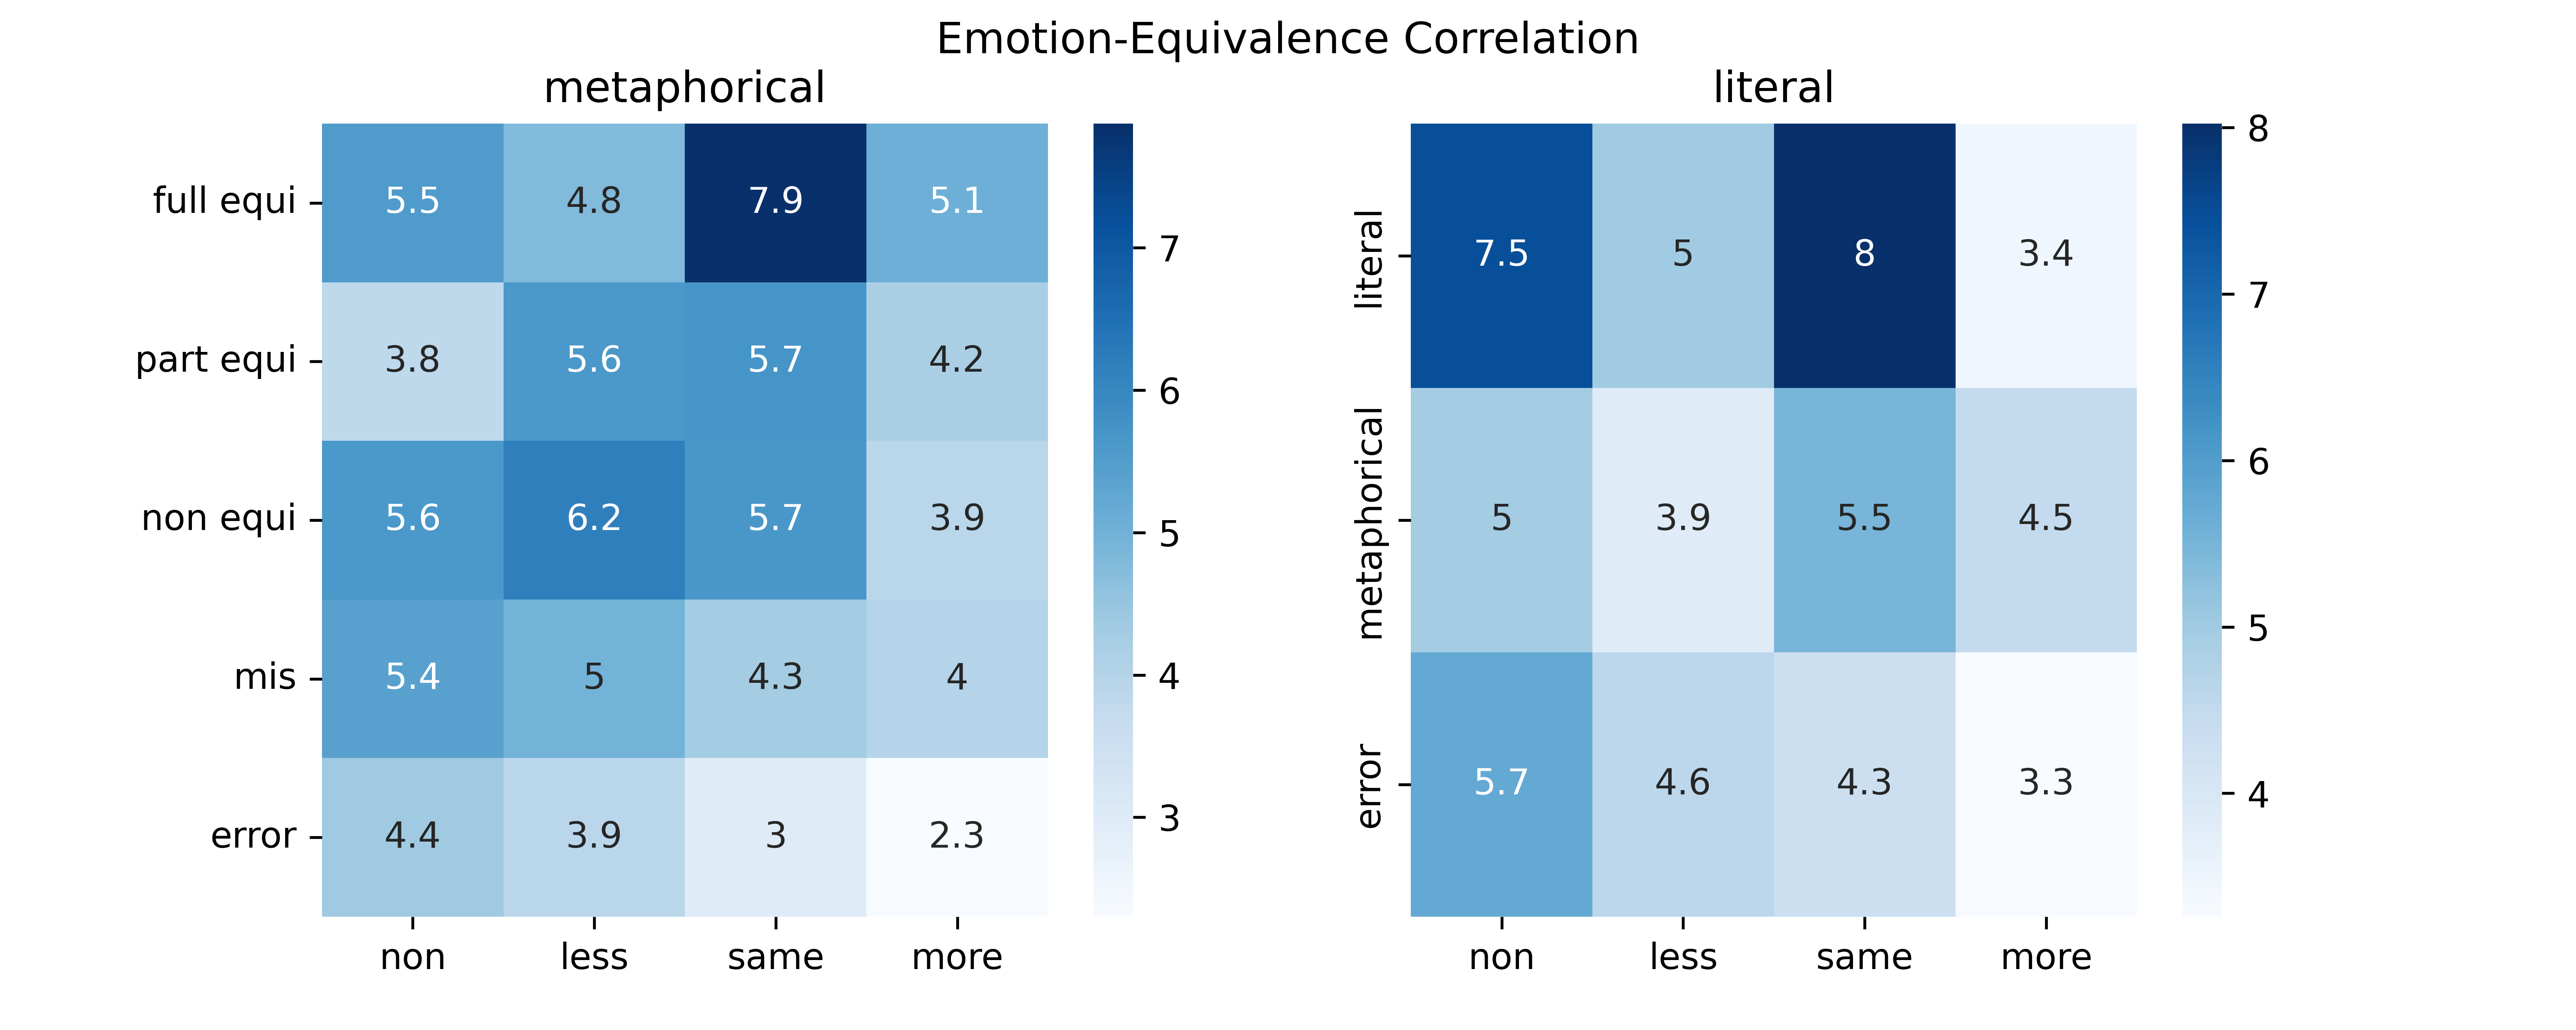 Emotion-Equivalence Correlation
metaphorical
full equi 5.5 4.8 7.9 5.1
part equi 3.8 5.6 5.7 4.2
non equi 5.6 6.2 5.7 3.9
mis 5.4 5 4.3 4
error 4.4 3.9 3 2.3
non less same more
7
6
5
4
3
literal
literal 7.5 5 8 3.4
metaphorical 5 3.9 5.5 4.5
error 5.7 4.6 4.3 3.3
non less same more
8
7
6
5
4